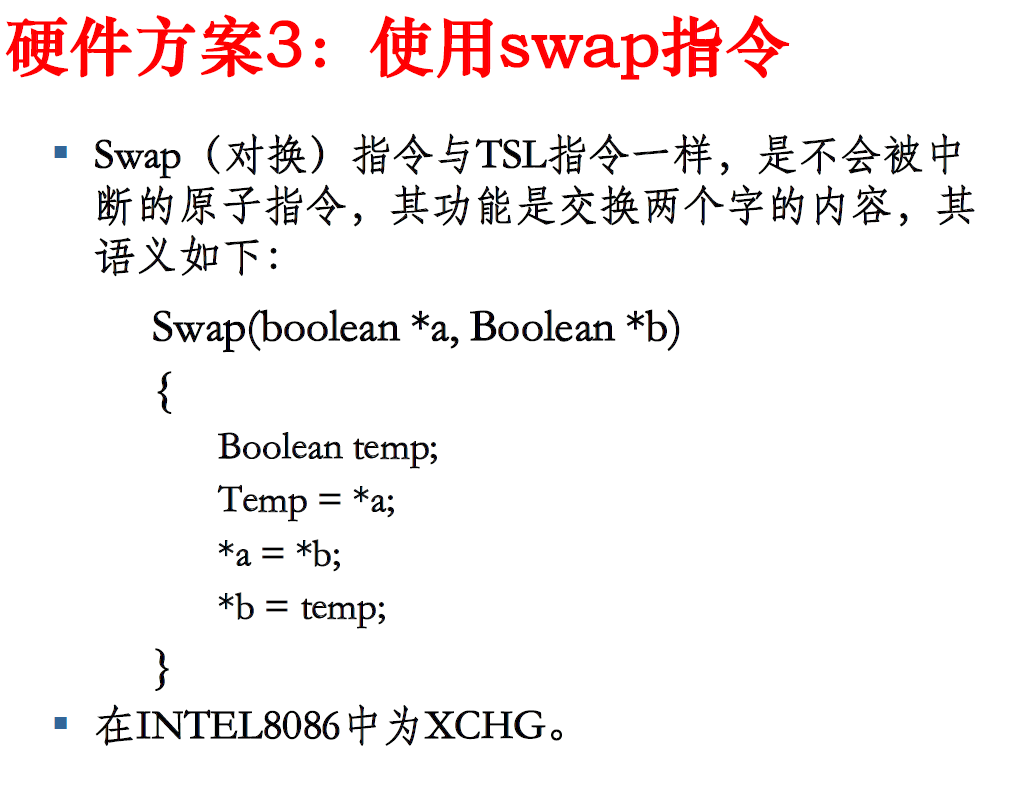 硬件方案3：使用swap指令
Swap（对换）指令与TSL指令一样，是不会被中
断的原子指令，其功能是交换两个字的内容，其
语义如下：
Swap(boolean *a, Boolean *b)
{
Boolean temp;
Temp = *a;
*a = *b;
*b = temp;
}
在INTEL8086中为XCHG。